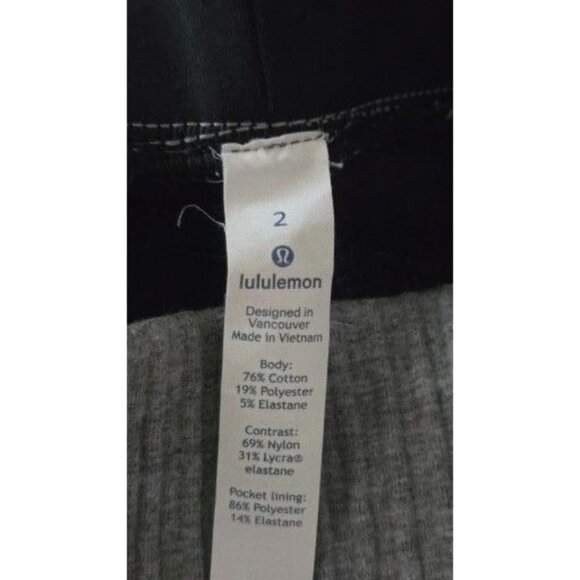 2
lululemon
Designed in
Vancouver
Made in Vietnam
Body:
76% Cotton
19% Polyester
5% Elastane
Contrast:
69% Nylon
31% Lycra®
elastane
Pocket lining:
86% Polyester
14% Elastane